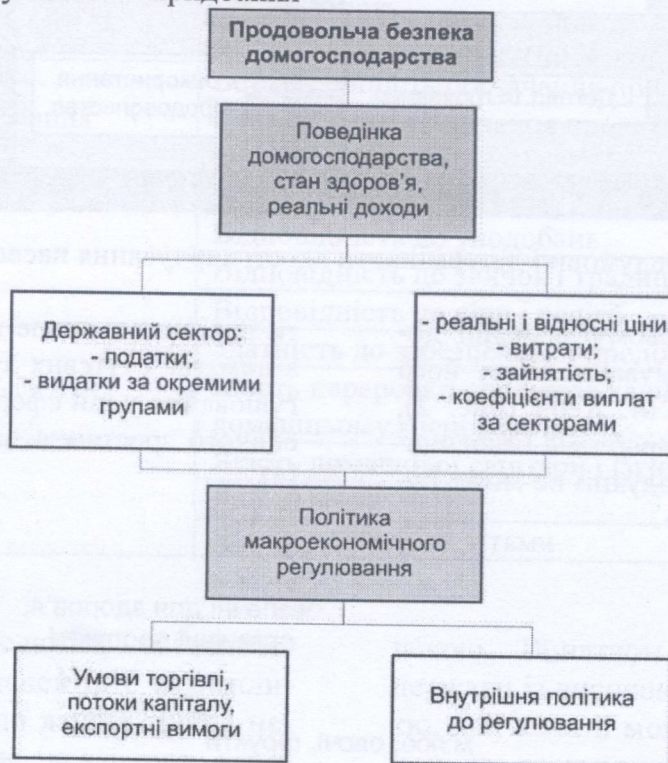 Продовольча безпека
домогосподарства
Поведінка
домогосподарства,
стан здоров'я,
реальні доходи
Державний сектор:
- податки;
- видатки за окремими
групами
- реальні і відносні ціни
й витрати;
- зайнятість;
- коефіцієнти виплат
за секторами
Політика
макроекономічного
регулювання
Умови торгівлі,
потоки капіталу,
експортні вимоги
Внутрішня політика
до регулювання